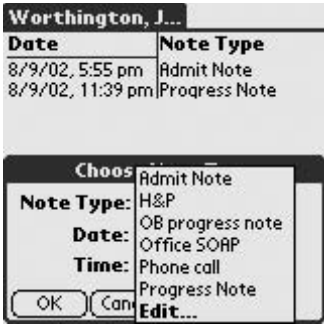 Worthington, J...
Date Note Type
8/9/02, 5:55 pm Admit Note
8/9/02, 11:39 pm Progress Note
Choos
Admit Note
Note Type: H&P
OB progress note
Date: Office SOAP
Time: Phone call
Progress Note
OK Can Edit...